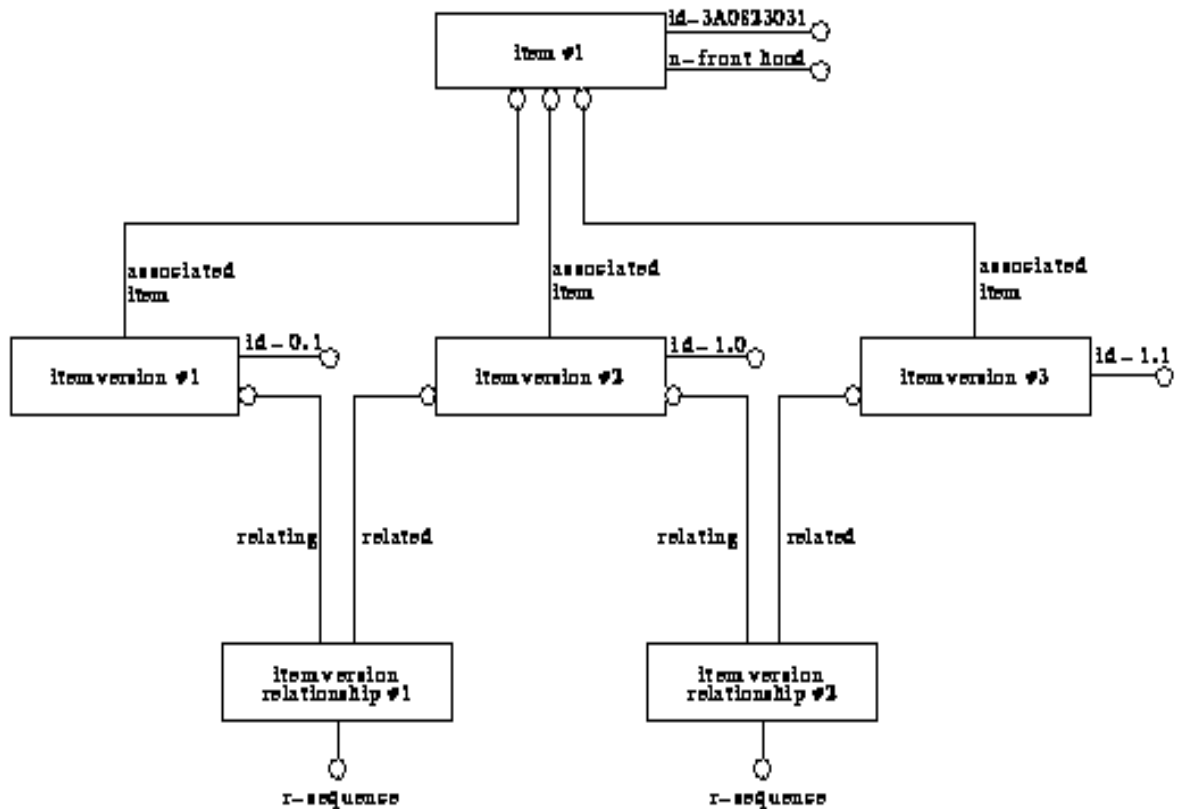 id-3A0823031
item #1
n-front hood
associated
item
associated
item
associated
item
id-0.1
id-1.0
id-1.1
item version #1
item version #2
item version #3
relating
related
relating
related
item version
relationship #1
item version
relationship #2
r-sequence
r-sequence